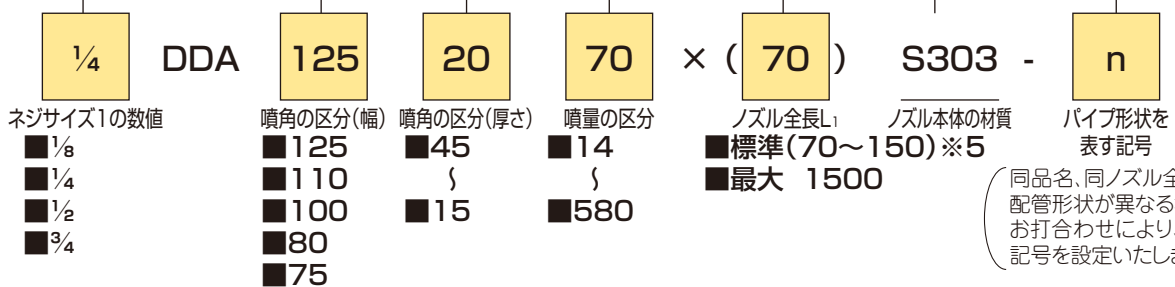 ¼ DDA 125 20 70 ×( 70 ) S303 - n
ネジサイズ1の数値 噴角の区分(幅) 噴角の区分(厚さ) 噴量の区分 ノズル全長L₁ ノズル本体の材質 パイプ形状を
表す記号
■⅛ ■125 ■45 ■14 ■標準(70〜150)※5
■¼ ■110 〜 〜 ■最大 1500
■½ ■100 ■15 ■580
■¾ ■80
■75
同品名、同ノズル全
配管形状が異なる
お打合わせにより、
記号を設定いたしま